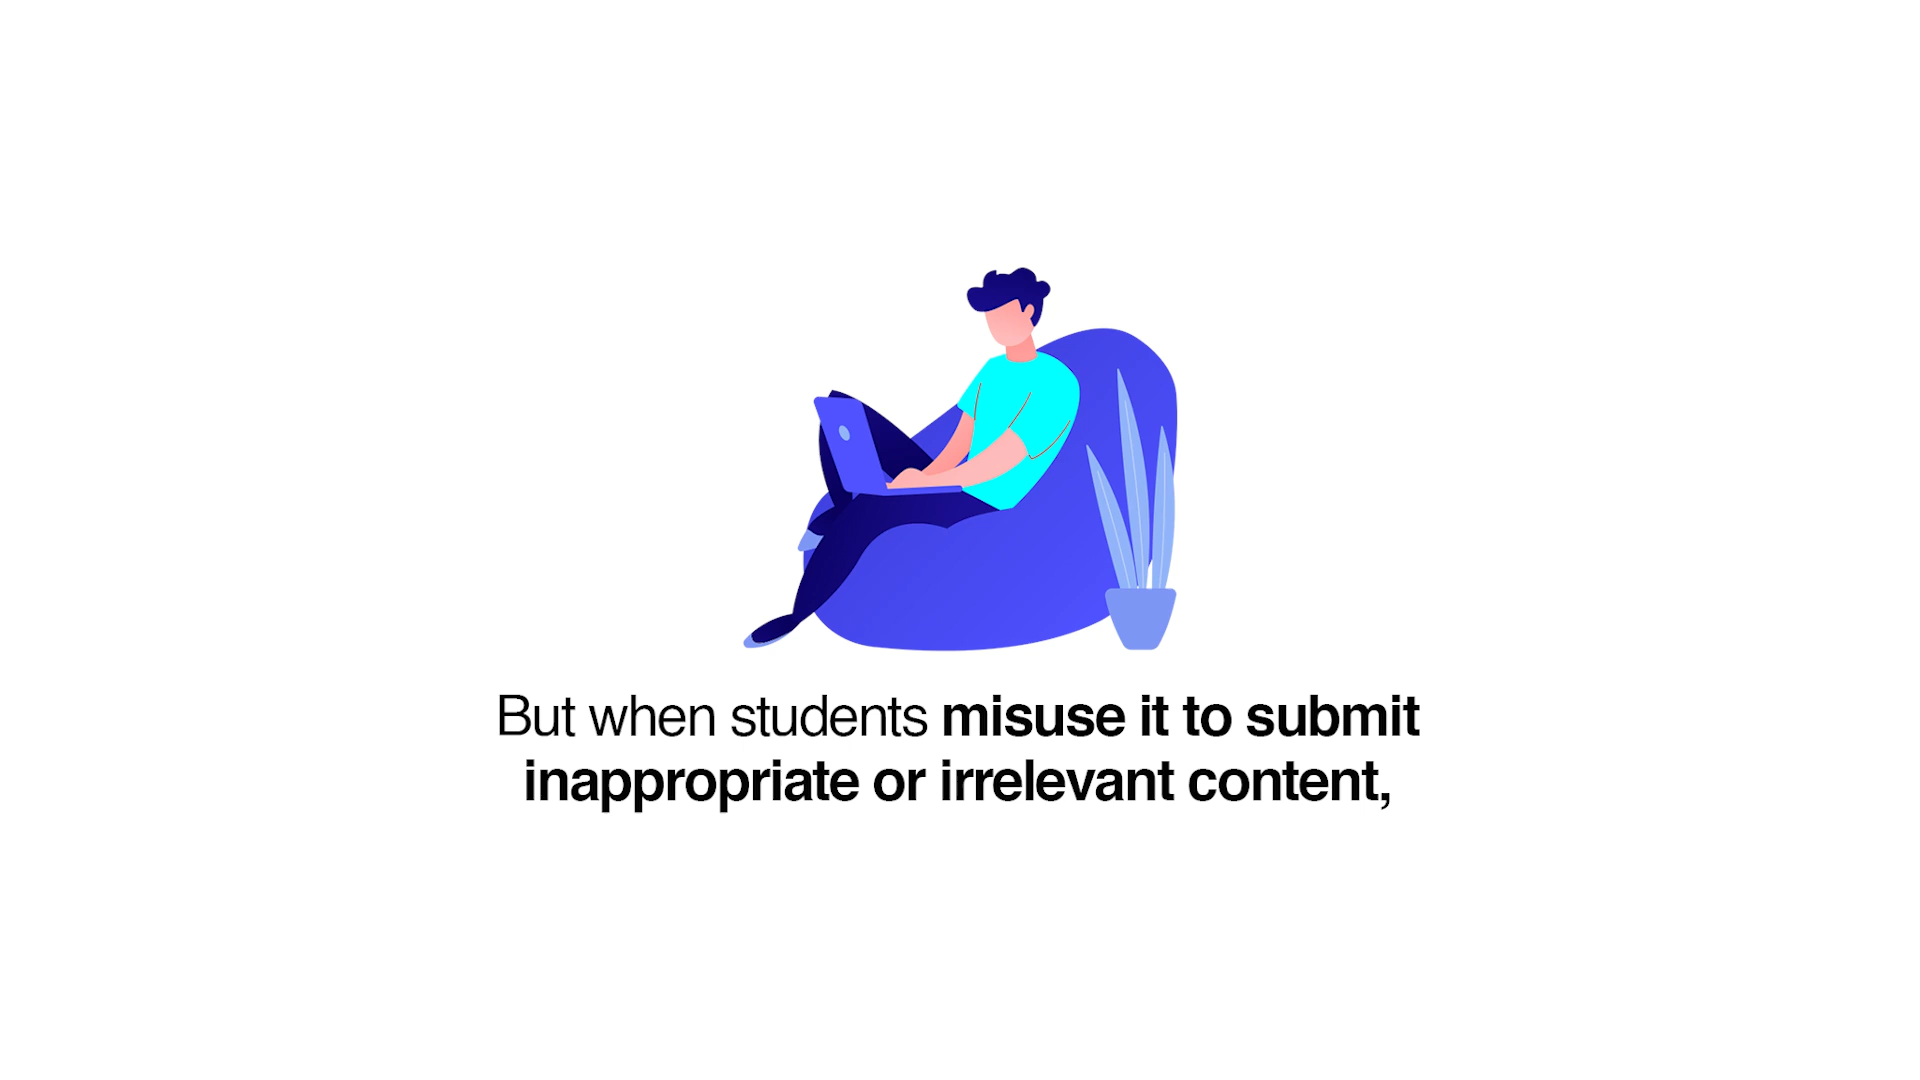 But when students misuse it to submit
inappropriate or irrelevant content,